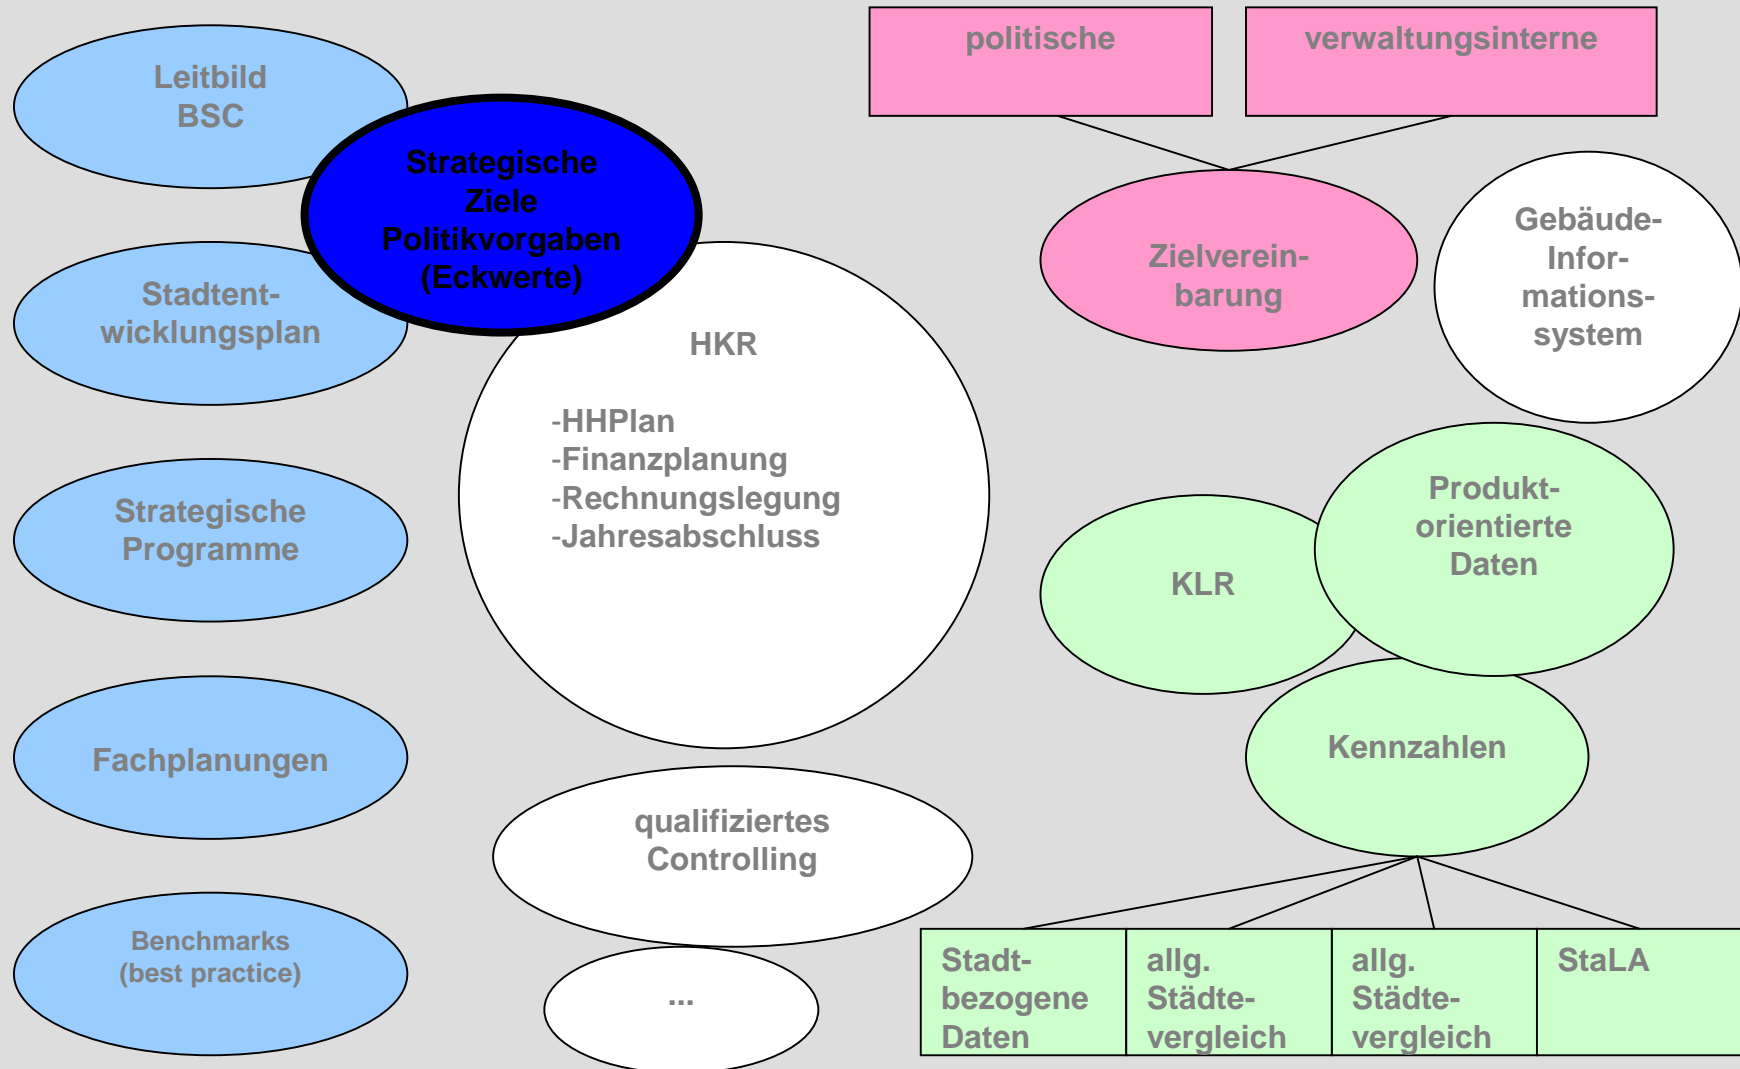 Leitbild
BSC
Strategische
Ziele
Politikvorgaben
(Eckwerte)
Stadtent-
wicklungsplan
Strategische
Programme
Fachplanungen
Benchmarks
(best practice)
HKR
-HHPlan
-Finanzplanung
-Rechnungslegung
-Jahresabschluss
qualifiziertes
Controlling
...
politische
verwaltungsinterne
Zielverein-
barung
Gebäude-
Infor-
mations-
system
Produkt-
orientierte
Daten
KLR
Kennzahlen
Stadt-
bezogene
Daten
allg.
Städte-
vergleich
allg.
Städte-
vergleich
StaLA